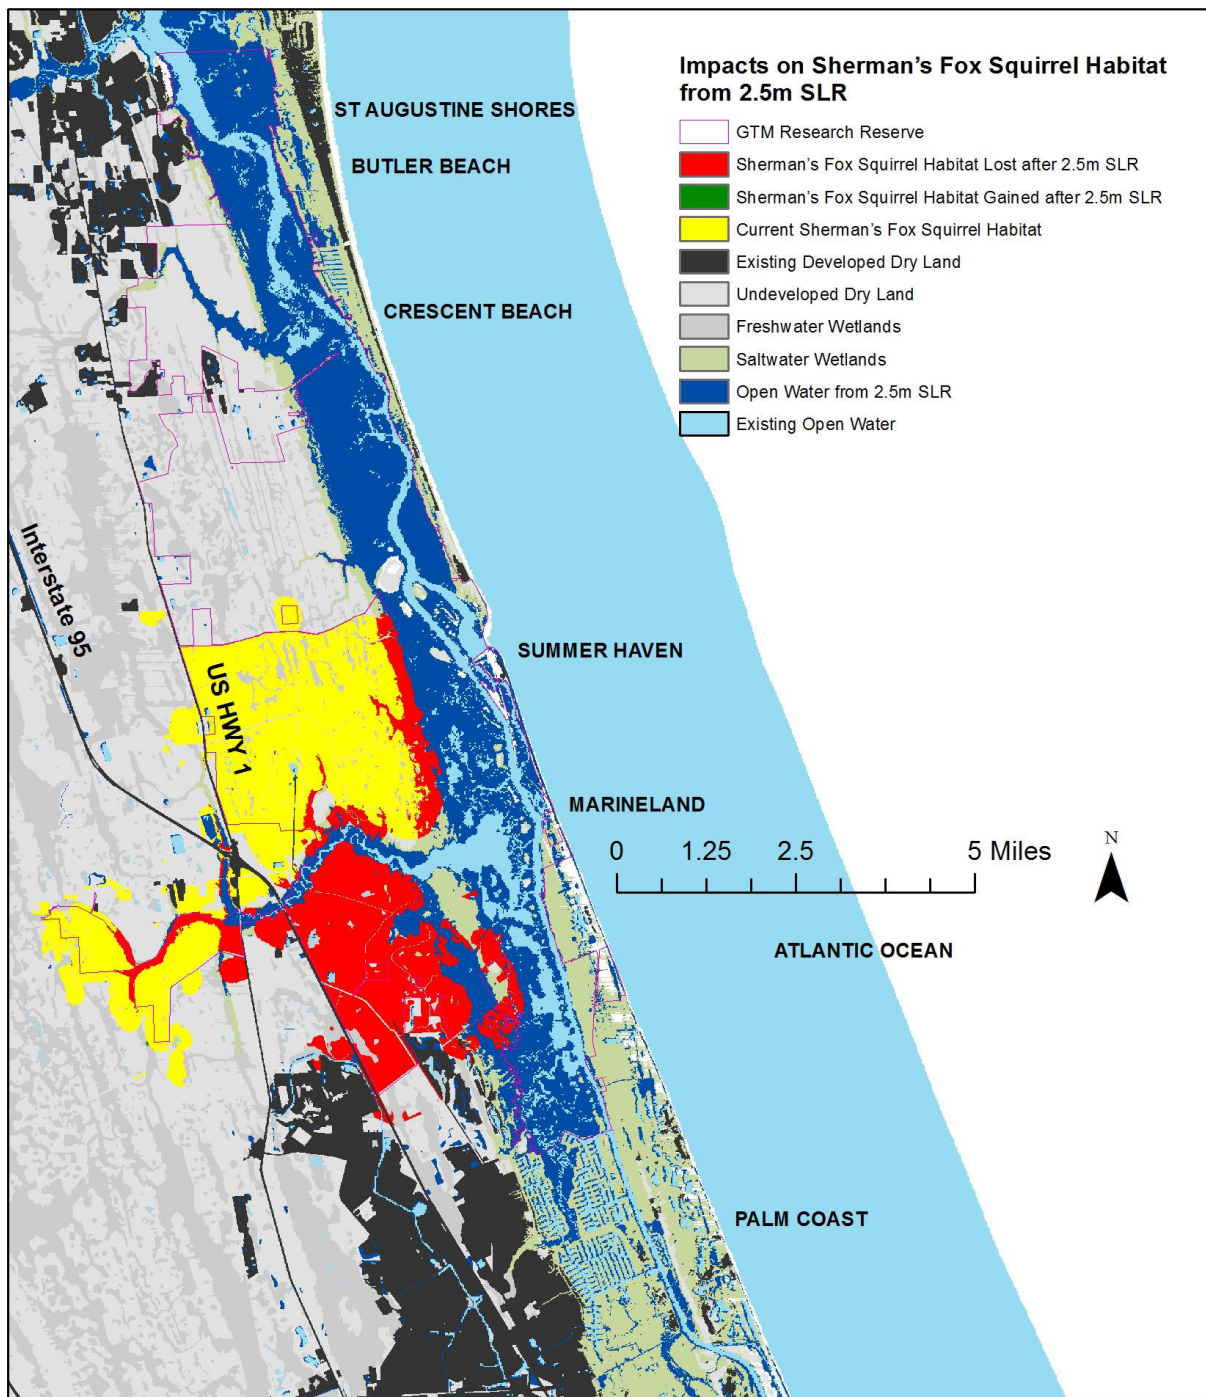 Impacts on Sherman's Fox Squirrel Habitat
from 2.5m SLR
GTM Research Reserve
Sherman's Fox Squirrel Habitat Lost after 2.5m SLR
Sherman's Fox Squirrel Habitat Gained after 2.5m SLR
Current Sherman's Fox Squirrel Habitat
Existing Developed Dry Land
Undeveloped Dry Land
Freshwater Wetlands
Saltwater Wetlands
Open Water from 2.5m SLR
Existing Open Water
ST AUGUSTINE SHORES
BUTLER BEACH
CRESCENT BEACH
Interstate 95
US HWY 1
SUMMER HAVEN
MARINELAND
0 1.25 2.5 5 Miles
N
ATLANTIC OCEAN
PALM COAST